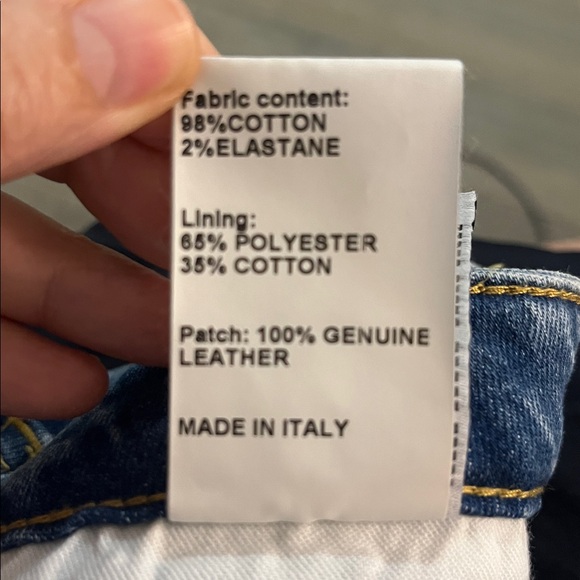 Fabric content:
98%COTTON
2%ELASTANE
Lining:
65% POLYESTER
35% COTTON
Patch: 100% GENUINE
LEATHER
MADE IN ITALY